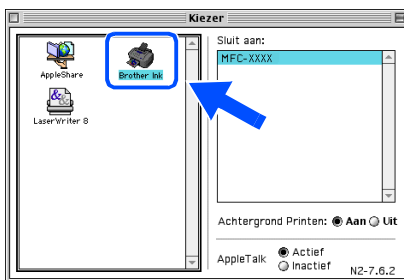 Kiezer
AppleShare
Brother Ink
LaserWriter 8
Sluit aan:
MFC-XXXX
Achtergrond Printen: Aan Uit
AppleTalk
Actief
Inactief
N2-7.6.2